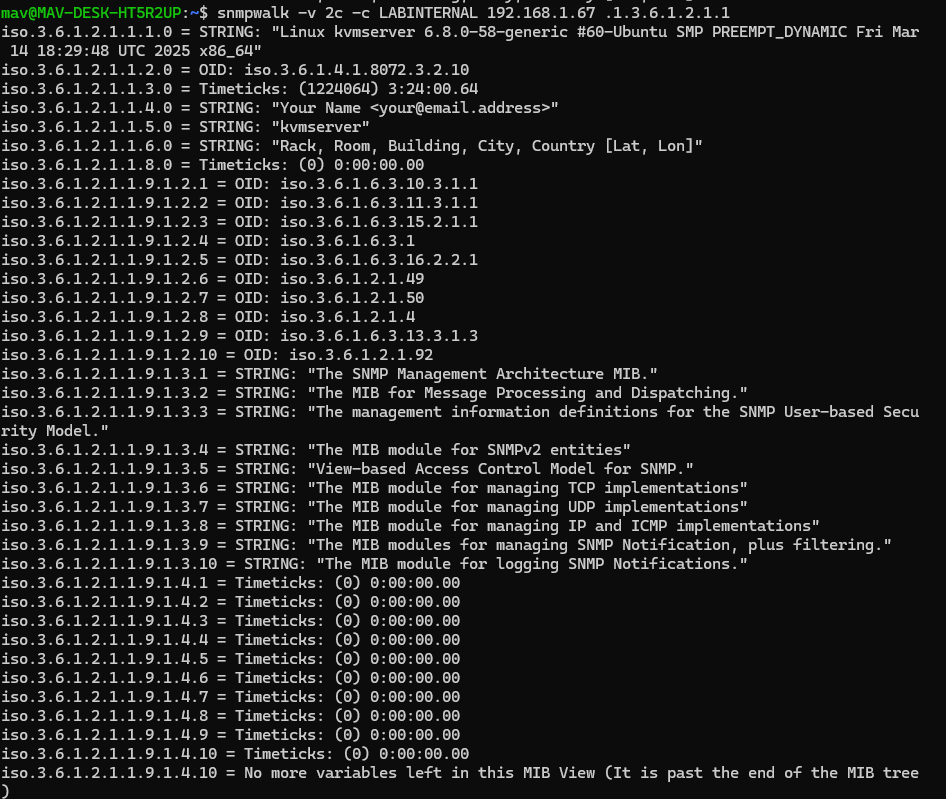 mav@MAV-DESK-HT5R2UP:~$ snmpwalk -v 2c -c LABINTERNAL 192.168.1.67 .1.3.6.1.2.1.1
iso.3.6.1.2.1.1.1.0 = STRING: "Linux kvmserver 6.8.0-58-generic #60-Ubuntu SMP PREEMPT_DYNAMIC Fri Mar
 14 18:29:48 UTC 2025 x86_64"
iso.3.6.1.2.1.1.2.0 = OID: iso.3.6.1.4.1.8072.3.2.10
iso.3.6.1.2.1.1.3.0 = Timeticks: (1224064) 3:24:00.64
iso.3.6.1.2.1.1.4.0 = STRING: "Your Name <your@email.address>"
iso.3.6.1.2.1.1.5.0 = STRING: "kvmserver"
iso.3.6.1.2.1.1.6.0 = STRING: "Rack, Room, Building, City, Country [Lat, Lon]"
iso.3.6.1.2.1.1.8.0 = Timeticks: (0) 0:00:00.00
iso.3.6.1.2.1.1.9.1.2.1 = OID: iso.3.6.1.6.3.10.3.1.1
iso.3.6.1.2.1.1.9.1.2.2 = OID: iso.3.6.1.6.3.11.3.1.1
iso.3.6.1.2.1.1.9.1.2.3 = OID: iso.3.6.1.6.3.15.2.1.1
iso.3.6.1.2.1.1.9.1.2.4 = OID: iso.3.6.1.6.3.1
iso.3.6.1.2.1.1.9.1.2.5 = OID: iso.3.6.1.6.3.16.2.2.1
iso.3.6.1.2.1.1.9.1.2.6 = OID: iso.3.6.1.2.1.49
iso.3.6.1.2.1.1.9.1.2.7 = OID: iso.3.6.1.2.1.50
iso.3.6.1.2.1.1.9.1.2.8 = OID: iso.3.6.1.2.1.4
iso.3.6.1.2.1.1.9.1.2.9 = OID: iso.3.6.1.6.3.13.3.1.3
iso.3.6.1.2.1.1.9.1.2.10 = OID: iso.3.6.1.2.1.92
iso.3.6.1.2.1.1.9.1.3.1 = STRING: "The SNMP Management Architecture MIB."
iso.3.6.1.2.1.1.9.1.3.2 = STRING: "The MIB for Message Processing and Dispatching."
iso.3.6.1.2.1.1.9.1.3.3 = STRING: "The management information definitions for the SNMP User-based Secu
rity Model."
iso.3.6.1.2.1.1.9.1.3.4 = STRING: "The MIB module for SNMPv2 entities"
iso.3.6.1.2.1.1.9.1.3.5 = STRING: "View-based Access Control Model for SNMP."
iso.3.6.1.2.1.1.9.1.3.6 = STRING: "The MIB module for managing TCP implementations"
iso.3.6.1.2.1.1.9.1.3.7 = STRING: "The MIB module for managing UDP implementations"
iso.3.6.1.2.1.1.9.1.3.8 = STRING: "The MIB module for managing IP and ICMP implementations"
iso.3.6.1.2.1.1.9.1.3.9 = STRING: "The MIB modules for managing SNMP Notification, plus filtering."
iso.3.6.1.2.1.1.9.1.3.10 = STRING: "The MIB module for logging SNMP Notifications."
iso.3.6.1.2.1.1.9.1.4.1 = Timeticks: (0) 0:00:00.00
iso.3.6.1.2.1.1.9.1.4.2 = Timeticks: (0) 0:00:00.00
iso.3.6.1.2.1.1.9.1.4.3 = Timeticks: (0) 0:00:00.00
iso.3.6.1.2.1.1.9.1.4.4 = Timeticks: (0) 0:00:00.00
iso.3.6.1.2.1.1.9.1.4.5 = Timeticks: (0) 0:00:00.00
iso.3.6.1.2.1.1.9.1.4.6 = Timeticks: (0) 0:00:00.00
iso.3.6.1.2.1.1.9.1.4.7 = Timeticks: (0) 0:00:00.00
iso.3.6.1.2.1.1.9.1.4.8 = Timeticks: (0) 0:00:00.00
iso.3.6.1.2.1.1.9.1.4.9 = Timeticks: (0) 0:00:00.00
iso.3.6.1.2.1.1.9.1.4.10 = Timeticks: (0) 0:00:00.00
iso.3.6.1.2.1.1.9.1.4.10 = No more variables left in this MIB View (It is past the end of the MIB tree
)